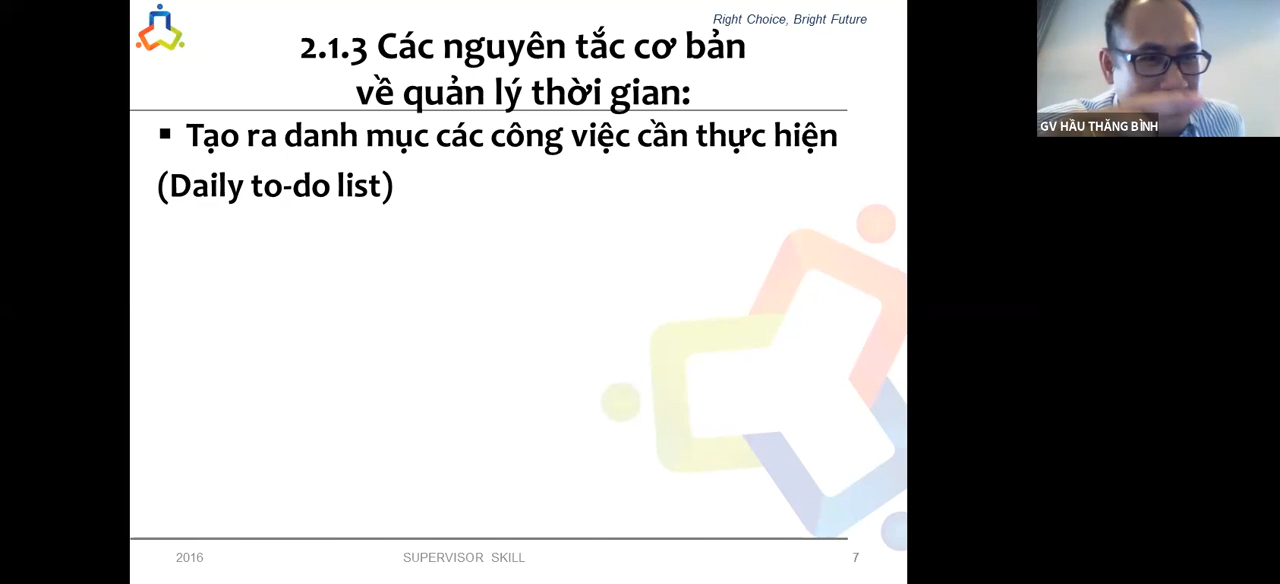 Right Choice, Bright Future
2.1.3 Các nguyên tắc cơ bản
về quản lý thời gian:
▪ Tạo ra danh mục các công việc cần thực hiện
(Daily to-do list)
GV HẦU THĂNG BÌNH
2016 SUPERVISOR SKILL 7